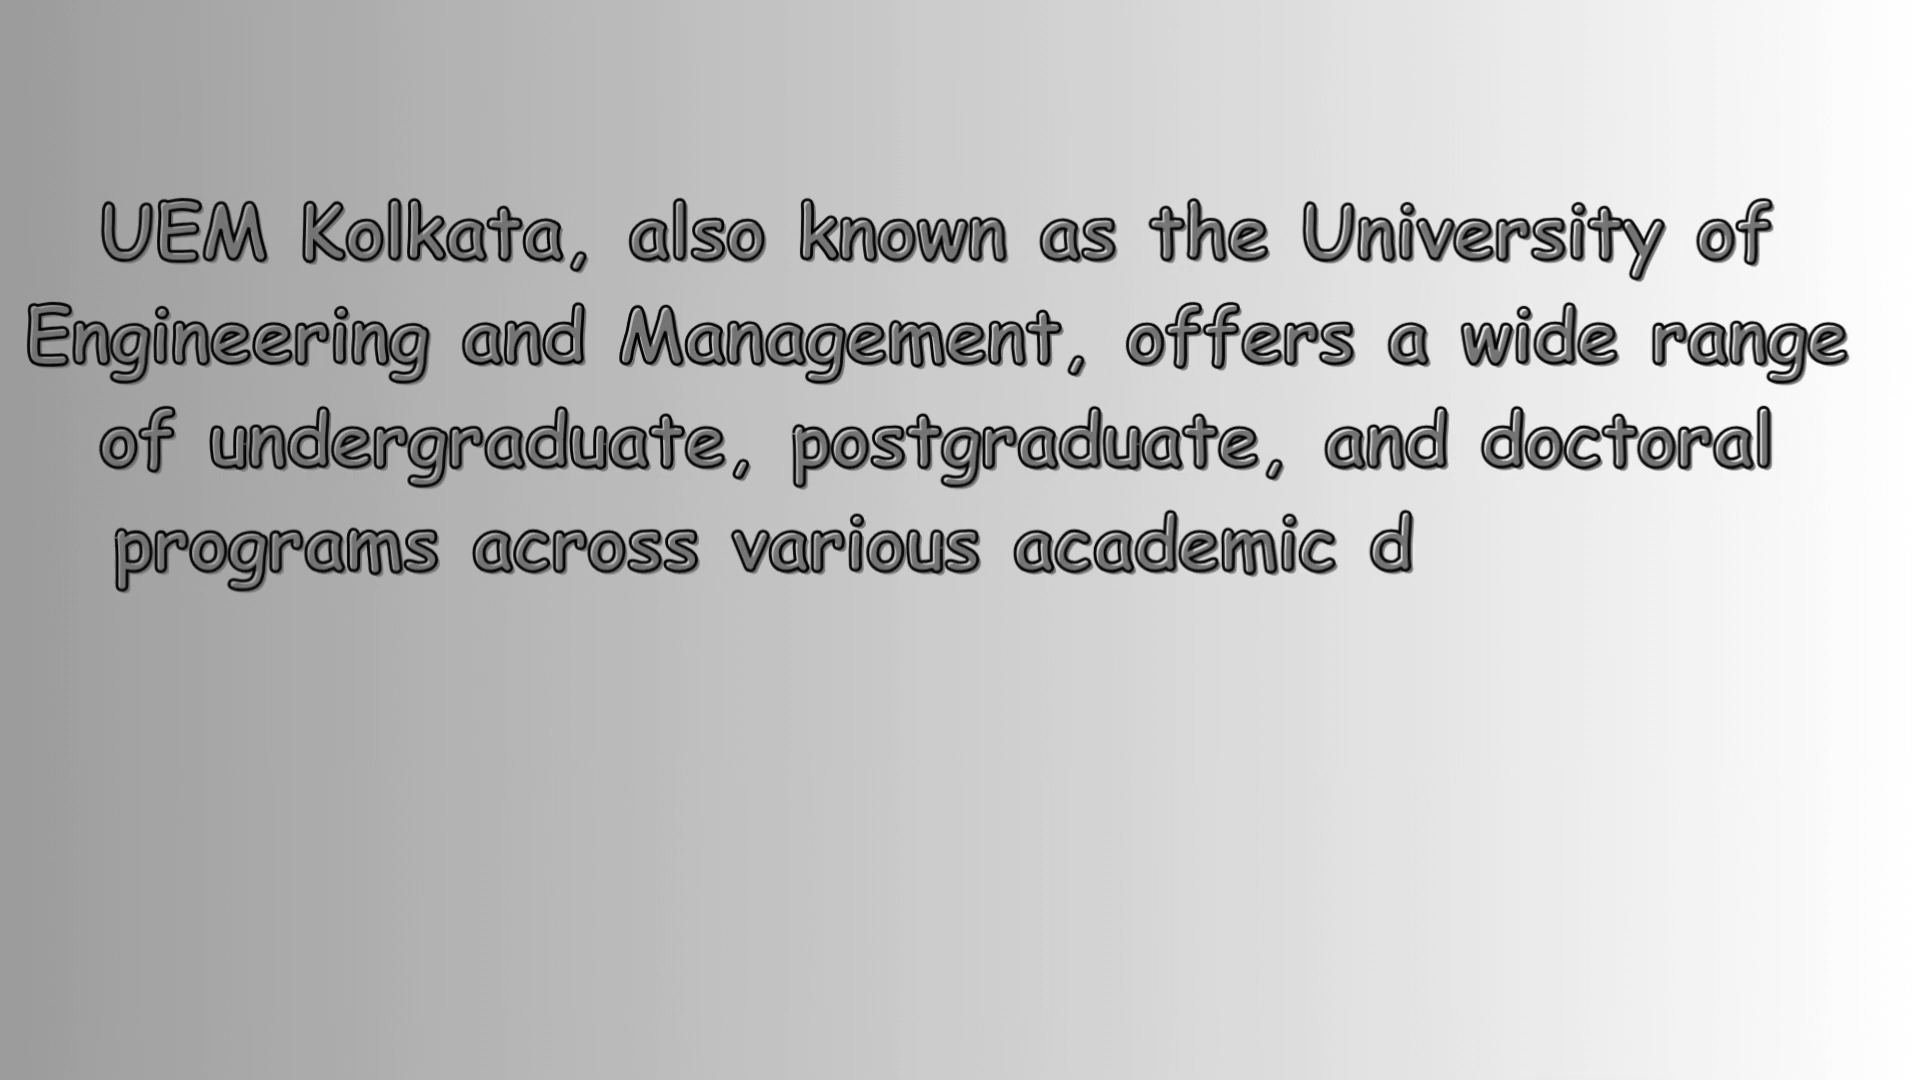 UEM Kolkata, also known as the University of
Engineering and Management, offers a wide range
of undergraduate, postgraduate, and doctoral
programs across various academic d